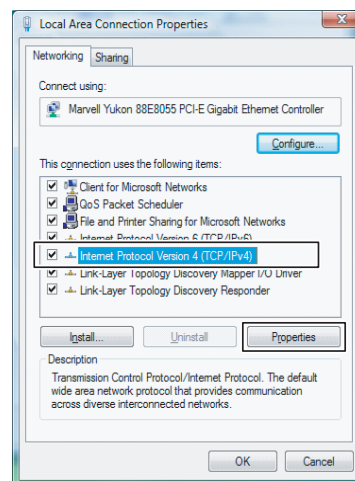 Local Area Connection Properties
Networking
Sharing
Connect using:
Marvell Yukon 88E8055 PCI-E Gigabit Ethernet Controller
Configure...
This connection uses the following items:
Client for Microsoft Networks
QoS Packet Scheduler
File and Printer Sharing for Microsoft Networks
Internet Protocol Version 6 (TCP/IPv6)
Internet Protocol Version 4 (TCP/IPv4)
Link-Layer Topology Discovery Mapper I/O Driver
Link-Layer Topology Discovery Responder
Install...
Uninstall
Properties
Description
Transmission Control Protocol/Internet Protocol. The default
wide area network protocol that provides communication
across diverse interconnected networks.
OK
Cancel